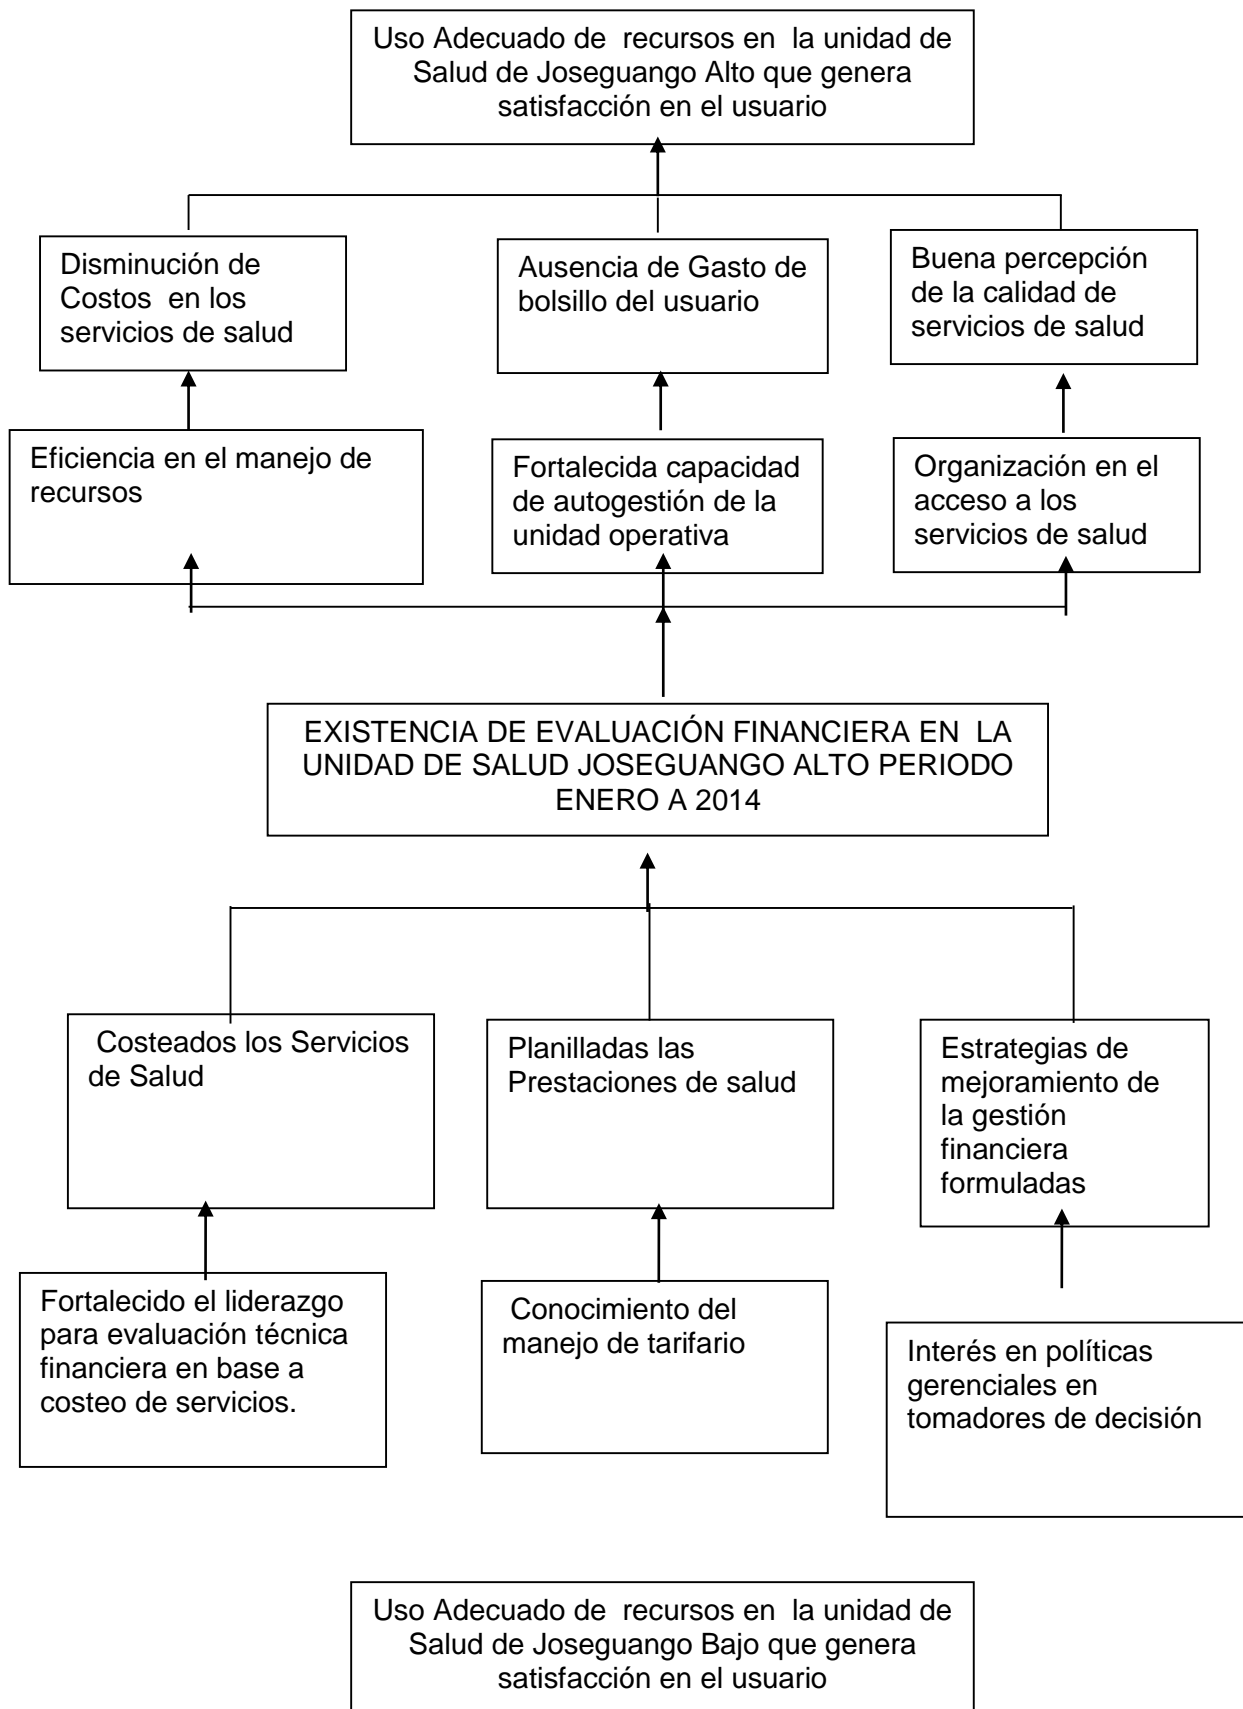 Uso Adecuado de  recursos en  la unidad de
Salud de Joseguango Alto que genera
satisfacción en el usuario
Disminución de
Costos  en los
servicios de salud
Ausencia de Gasto de
bolsillo del usuario
Buena percepción
de la calidad de
servicios de salud
Eficiencia en el manejo de
recursos
Fortalecida capacidad
de autogestión de la
unidad operativa
Organización en el
acceso a los
servicios de salud
EXISTENCIA DE EVALUACIÓN FINANCIERA EN  LA
UNIDAD DE SALUD JOSEGUANGO ALTO PERIODO
ENERO A 2014
Costeados los Servicios
de Salud
Planilladas las
Prestaciones de salud
Estrategias de
mejoramiento de
la gestión
financiera
formuladas
Fortalecido el liderazgo
para evaluación técnica
financiera en base a
costeo de servicios.
Conocimiento del
manejo de tarifario
Interés en políticas
gerenciales en
tomadores de decisión
Uso Adecuado de  recursos en  la unidad de
Salud de Joseguango Bajo que genera
satisfacción en el usuario